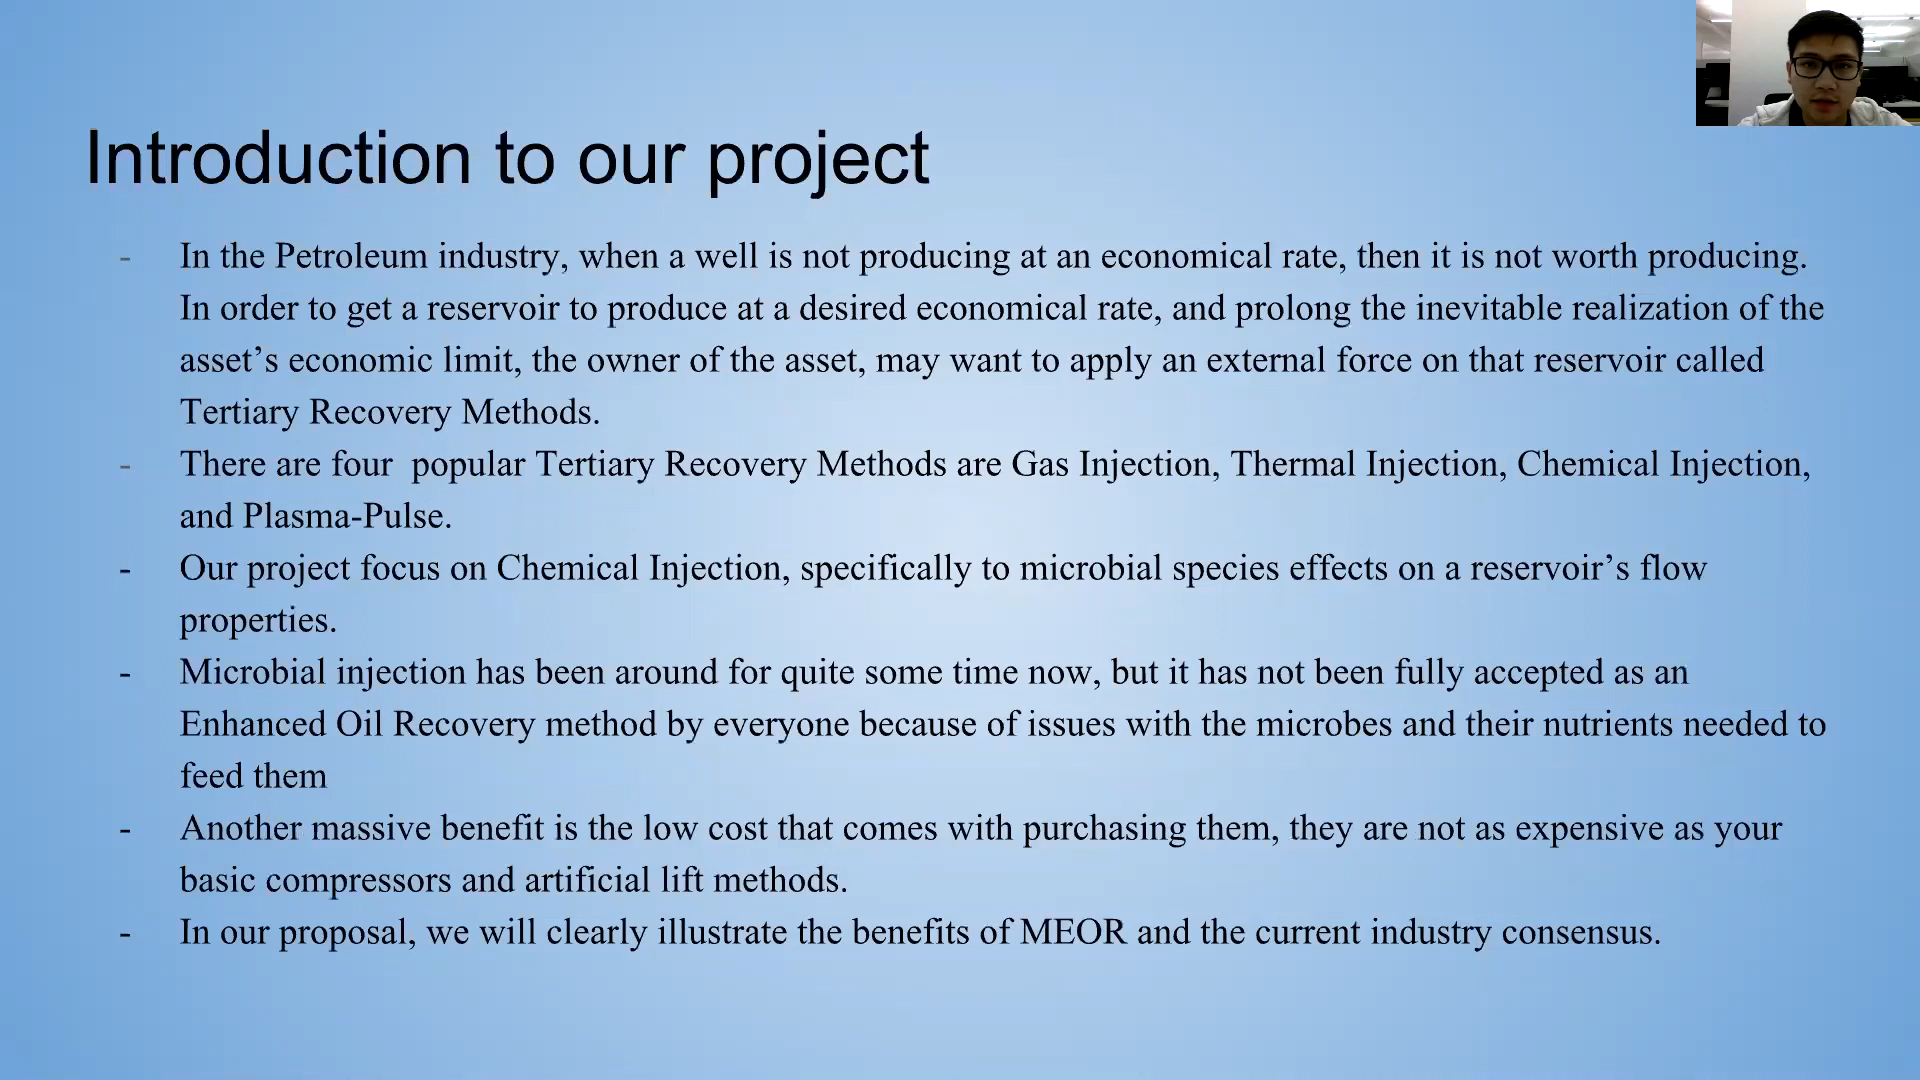 Introduction to our project
- In the Petroleum industry, when a well is not producing at an economical rate, then it is not worth producing.
In order to get a reservoir to produce at a desired economical rate, and prolong the inevitable realization of the
asset’s economic limit, the owner of the asset, may want to apply an external force on that reservoir called
Tertiary Recovery Methods.
- There are four  popular Tertiary Recovery Methods are Gas Injection, Thermal Injection, Chemical Injection,
and Plasma-Pulse.
- Our project focus on Chemical Injection, specifically to microbial species effects on a reservoir’s flow
properties.
- Microbial injection has been around for quite some time now, but it has not been fully accepted as an
Enhanced Oil Recovery method by everyone because of issues with the microbes and their nutrients needed to
feed them
- Another massive benefit is the low cost that comes with purchasing them, they are not as expensive as your
basic compressors and artificial lift methods.
- In our proposal, we will clearly illustrate the benefits of MEOR and the current industry consensus.